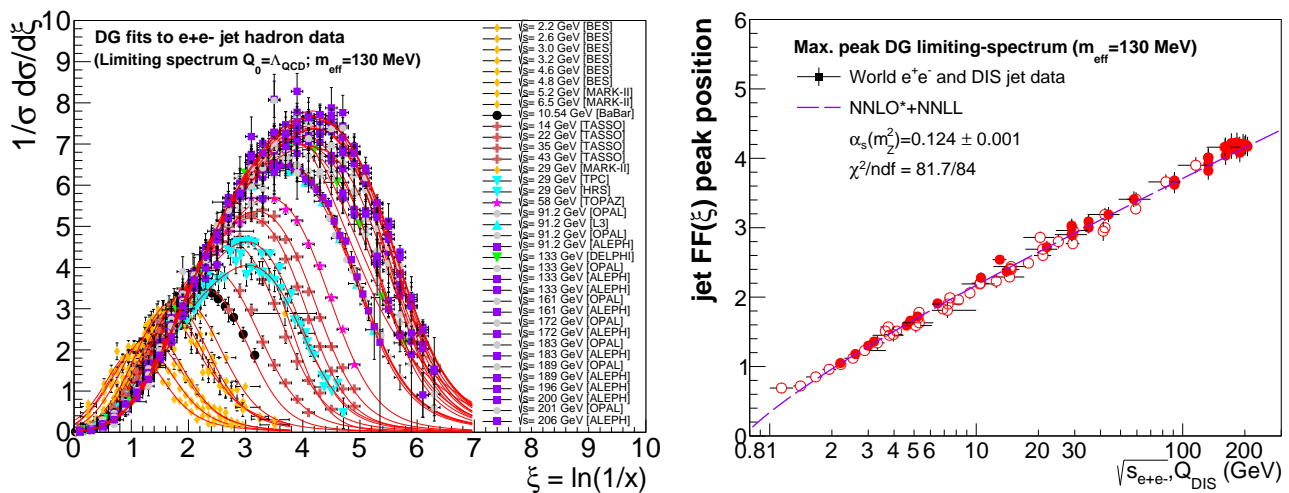 1/σ dσ/dξ
DG fits to e+e- jet hadron data
(Limiting spectrum Q0=ΛQCD; meff=130 MeV)
√s= 2.2 GeV [BES]
√s= 2.6 GeV [BES]
√s= 3.0 GeV [BES]
√s= 3.2 GeV [BES]
√s= 4.6 GeV [BES]
√s= 4.8 GeV [BES]
√s= 5.2 GeV [MARK-II]
√s= 6.5 GeV [MARK-II]
√s= 10.54 GeV [BaBar]
√s= 14 GeV [TASSO]
√s= 22 GeV [TASSO]
√s= 35 GeV [TASSO]
√s= 43 GeV [TASSO]
√s= 29 GeV [MARK-II]
√s= 29 GeV [TPC]
√s= 29 GeV [HRS]
√s= 58 GeV [TOPAZ]
√s= 91.2 GeV [OPAL]
√s= 91.2 GeV [L3]
√s= 91.2 GeV [OPAL]
√s= 91.2 GeV [ALEPH]
√s= 133 GeV [DELPHI]
√s= 133 GeV [OPAL]
√s= 133 GeV [ALEPH]
√s= 133 GeV [ALEPH]
√s= 161 GeV [OPAL]
√s= 161 GeV [ALEPH]
√s= 172 GeV [OPAL]
√s= 172 GeV [ALEPH]
√s= 183 GeV [OPAL]
√s= 183 GeV [ALEPH]
√s= 189 GeV [OPAL]
√s= 189 GeV [ALEPH]
√s= 196 GeV [ALEPH]
√s= 200 GeV [ALEPH]
√s= 201 GeV [OPAL]
√s= 206 GeV [ALEPH]
10
9
8
7
6
5
4
3
2
1
0
0 1 2 3 4 5 6 7 8 9 10
ξ = ln(1/x)
jet FF(ξ) peak position
Max. peak DG limiting-spectrum (meff=130 MeV)
World e+e- and DIS jet data
NNLO*+NNLL
αs(m²Z)=0.124 ± 0.001
χ²/ndf = 81.7/84
6
5
4
3
2
1
0
0.8 1 2 3 4 5 6 10 20 30 100 200
√se+e-,QDIS (GeV)